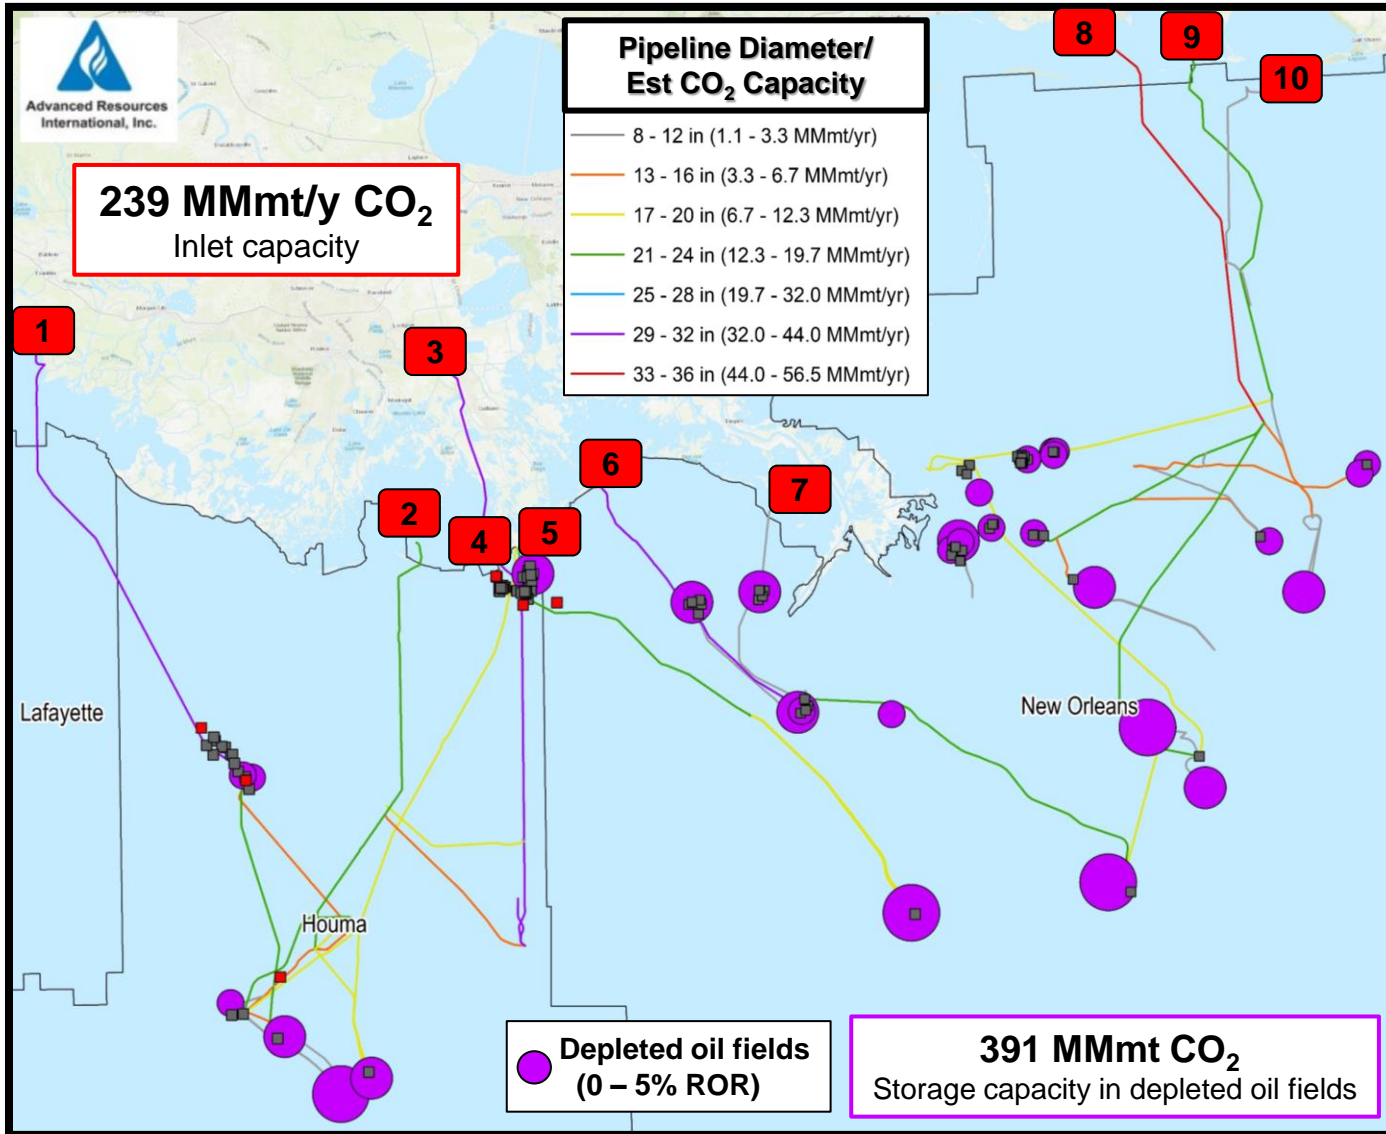 Advanced Resources
International, Inc.
239 MMmt/y CO₂
Inlet capacity
Pipeline Diameter/
Est CO₂ Capacity
8 - 12 in (1.1 - 3.3 MMmt/yr)
13 - 16 in (3.3 - 6.7 MMmt/yr)
17 - 20 in (6.7 - 12.3 MMmt/yr)
21 - 24 in (12.3 - 19.7 MMmt/yr)
25 - 28 in (19.7 - 32.0 MMmt/yr)
29 - 32 in (32.0 - 44.0 MMmt/yr)
33 - 36 in (44.0 - 56.5 MMmt/yr)
8
9
10
1
3
2
4
5
6
7
Lafayette
New Orleans
Houma
Depleted oil fields
(0 – 5% ROR)
391 MMmt CO₂
Storage capacity in depleted oil fields